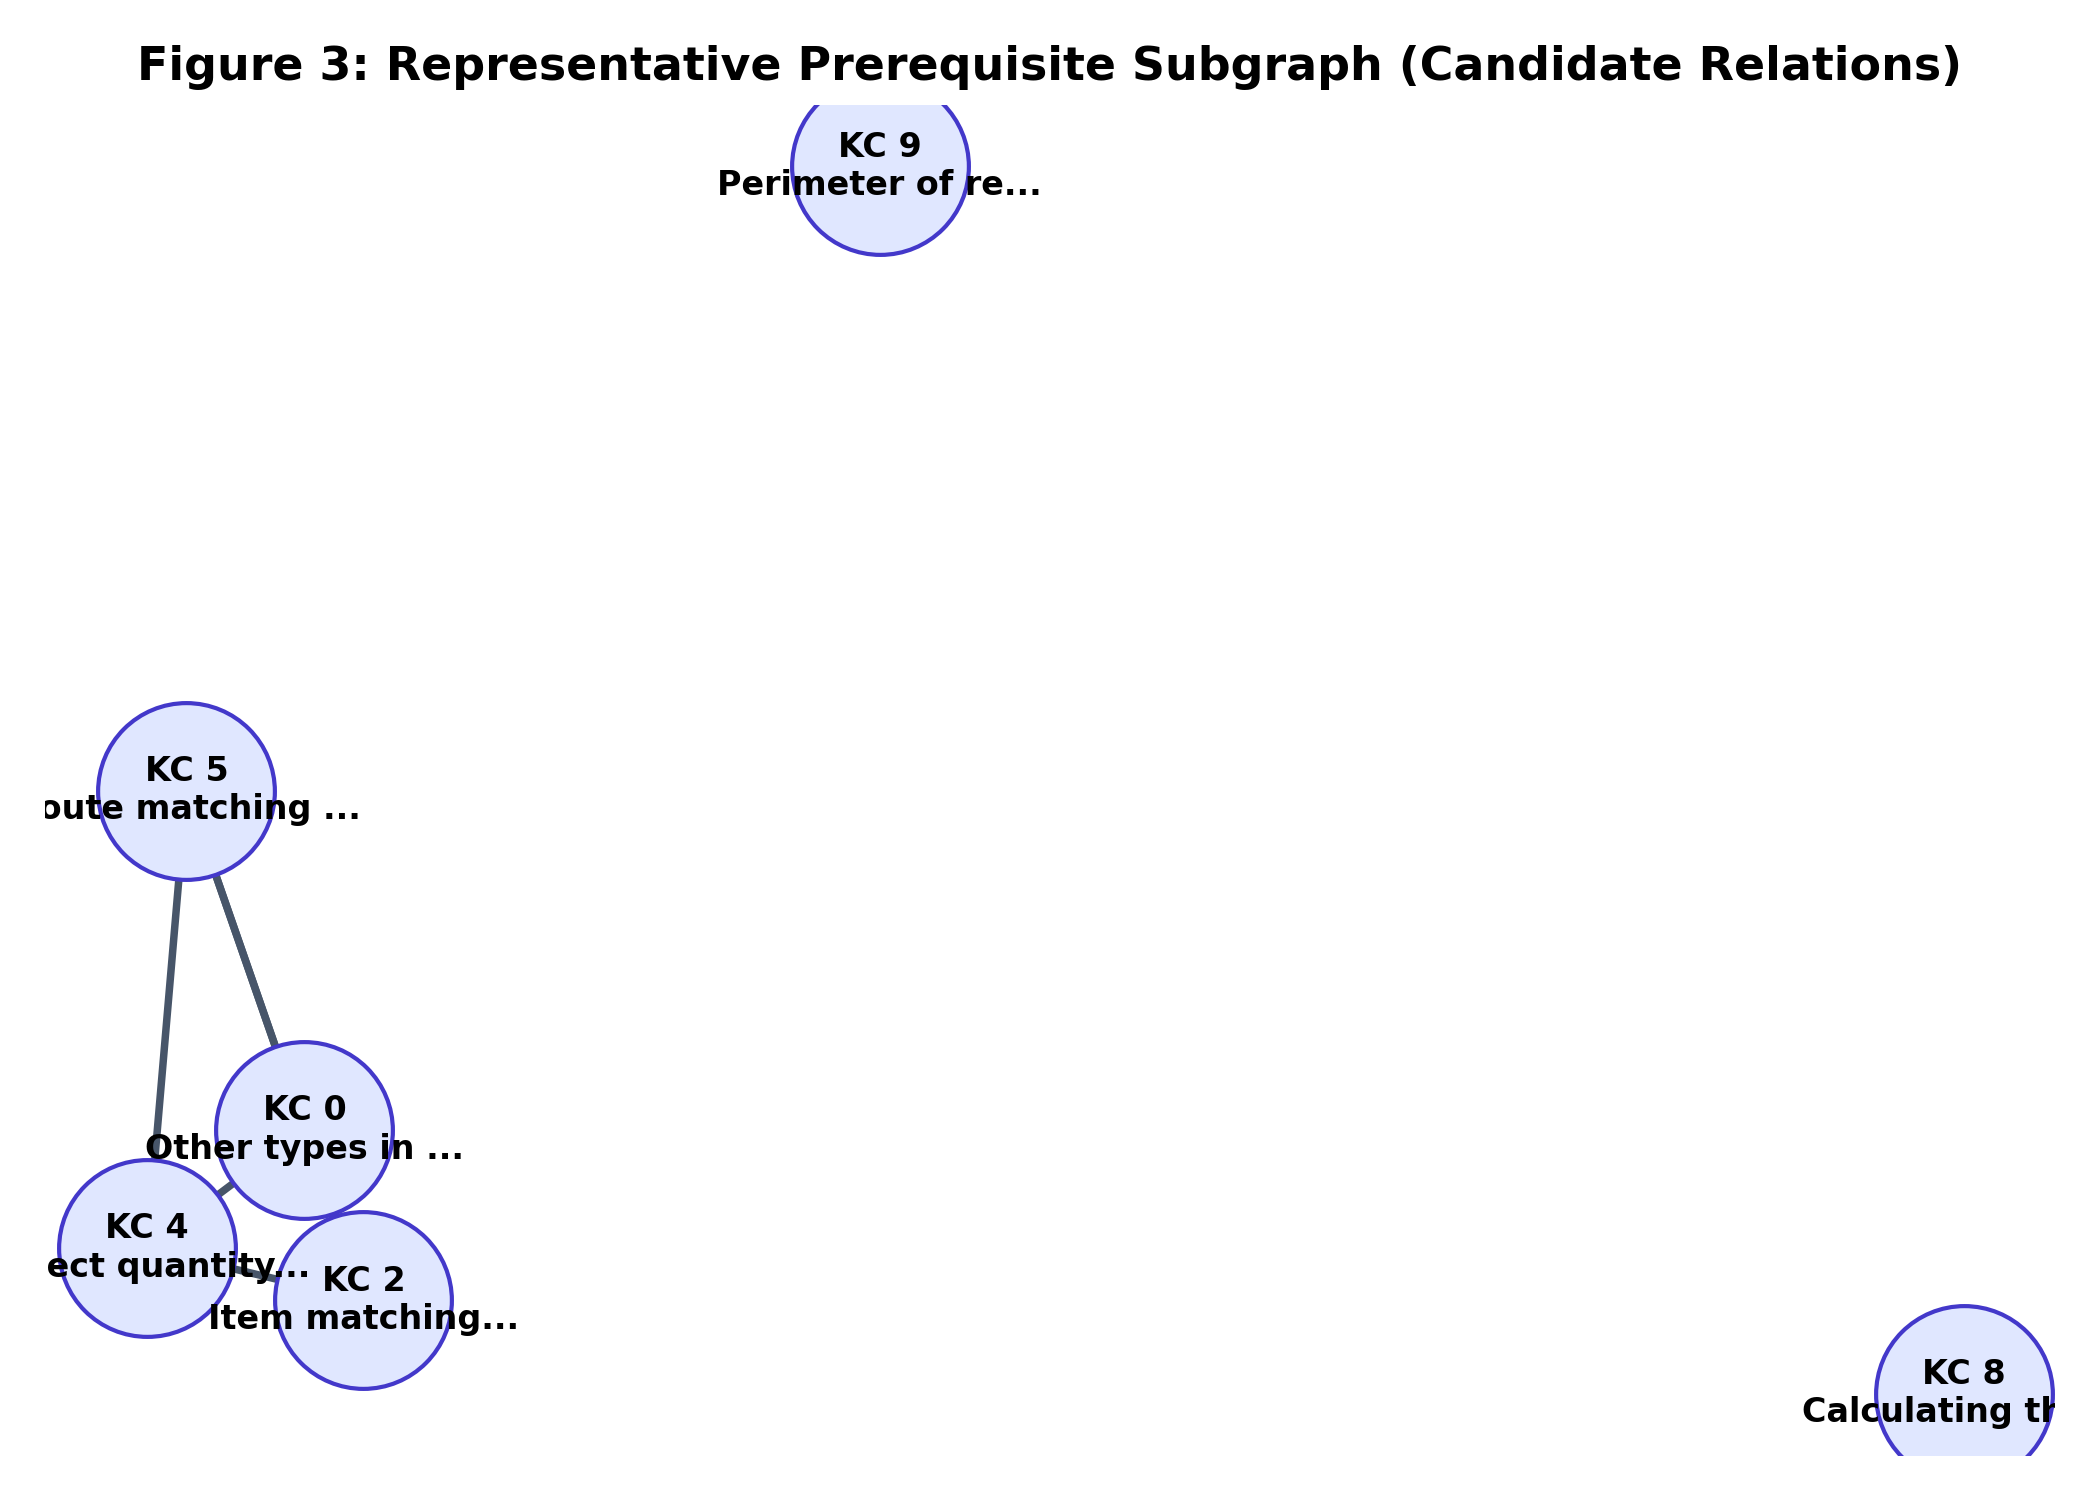 Figure 3: Representative Prerequisite Subgraph (Candidate Relations)
KC 9
Perimeter of re...
KC 5
oute matching ...
KC 0
Other types in ...
KC 4
ect quantity...
KC 2
Item matching...
KC 8
Calculating th